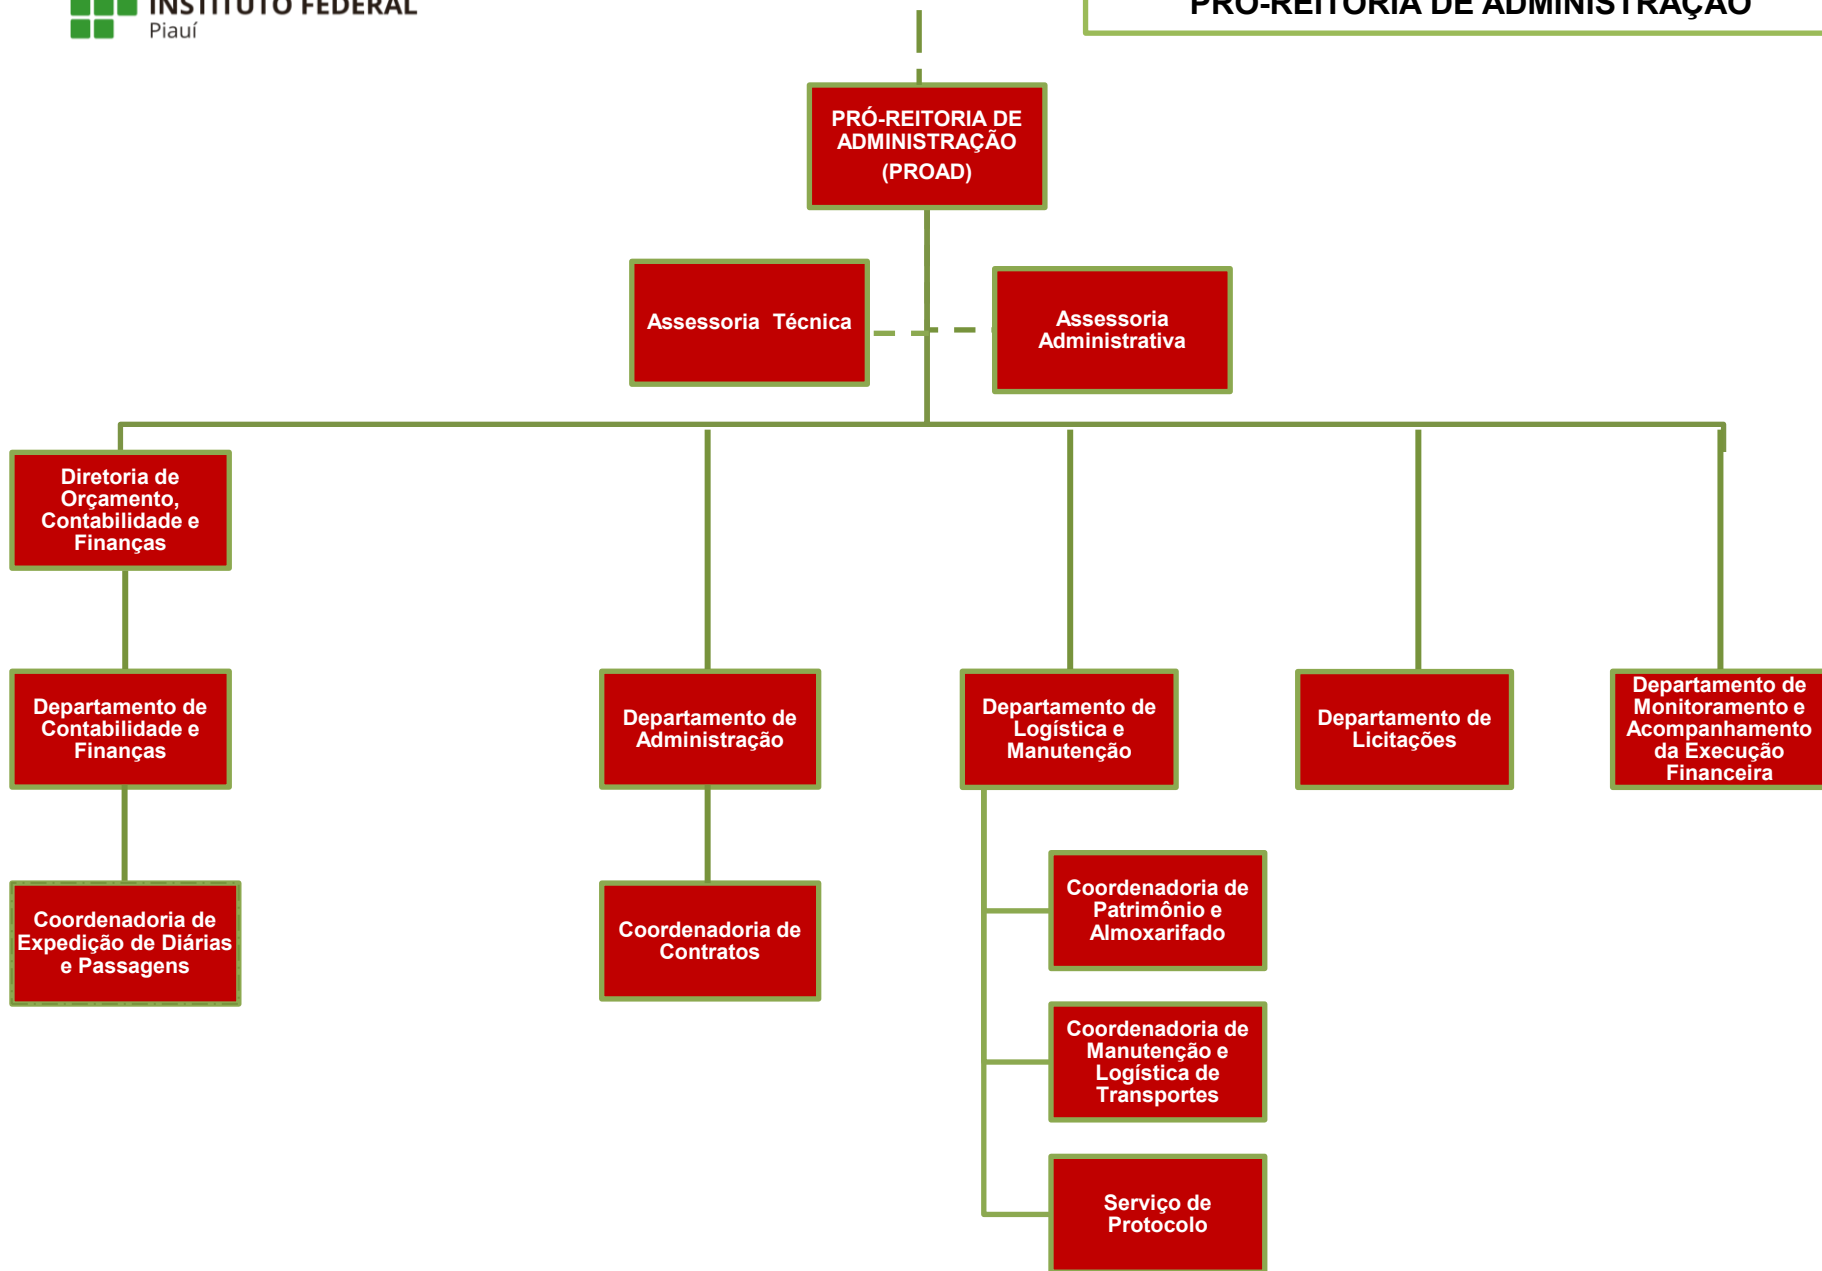 INSTITUTO FEDERAL
Piauí
PRÓ-REITORIA DE ADMINISTRAÇÃO
PRÓ-REITORIA DE
ADMINISTRAÇÃO
(PROAD)
Assessoria Técnica
Assessoria
Administrativa
Diretoria de
Orçamento,
Contabilidade e
Finanças
Departamento de
Contabilidade e
Finanças
Departamento de
Administração
Departamento de
Logística e
Manutenção
Departamento de
Licitações
Departamento de
Monitoramento e
Acompanhamento
da Execução
Financeira
Coordenadoria de
Expedição de Diárias
e Passagens
Coordenadoria de
Contratos
Coordenadoria de
Patrimônio e
Almoxarifado
Coordenadoria de
Manutenção e
Logística de
Transportes
Serviço de
Protocolo